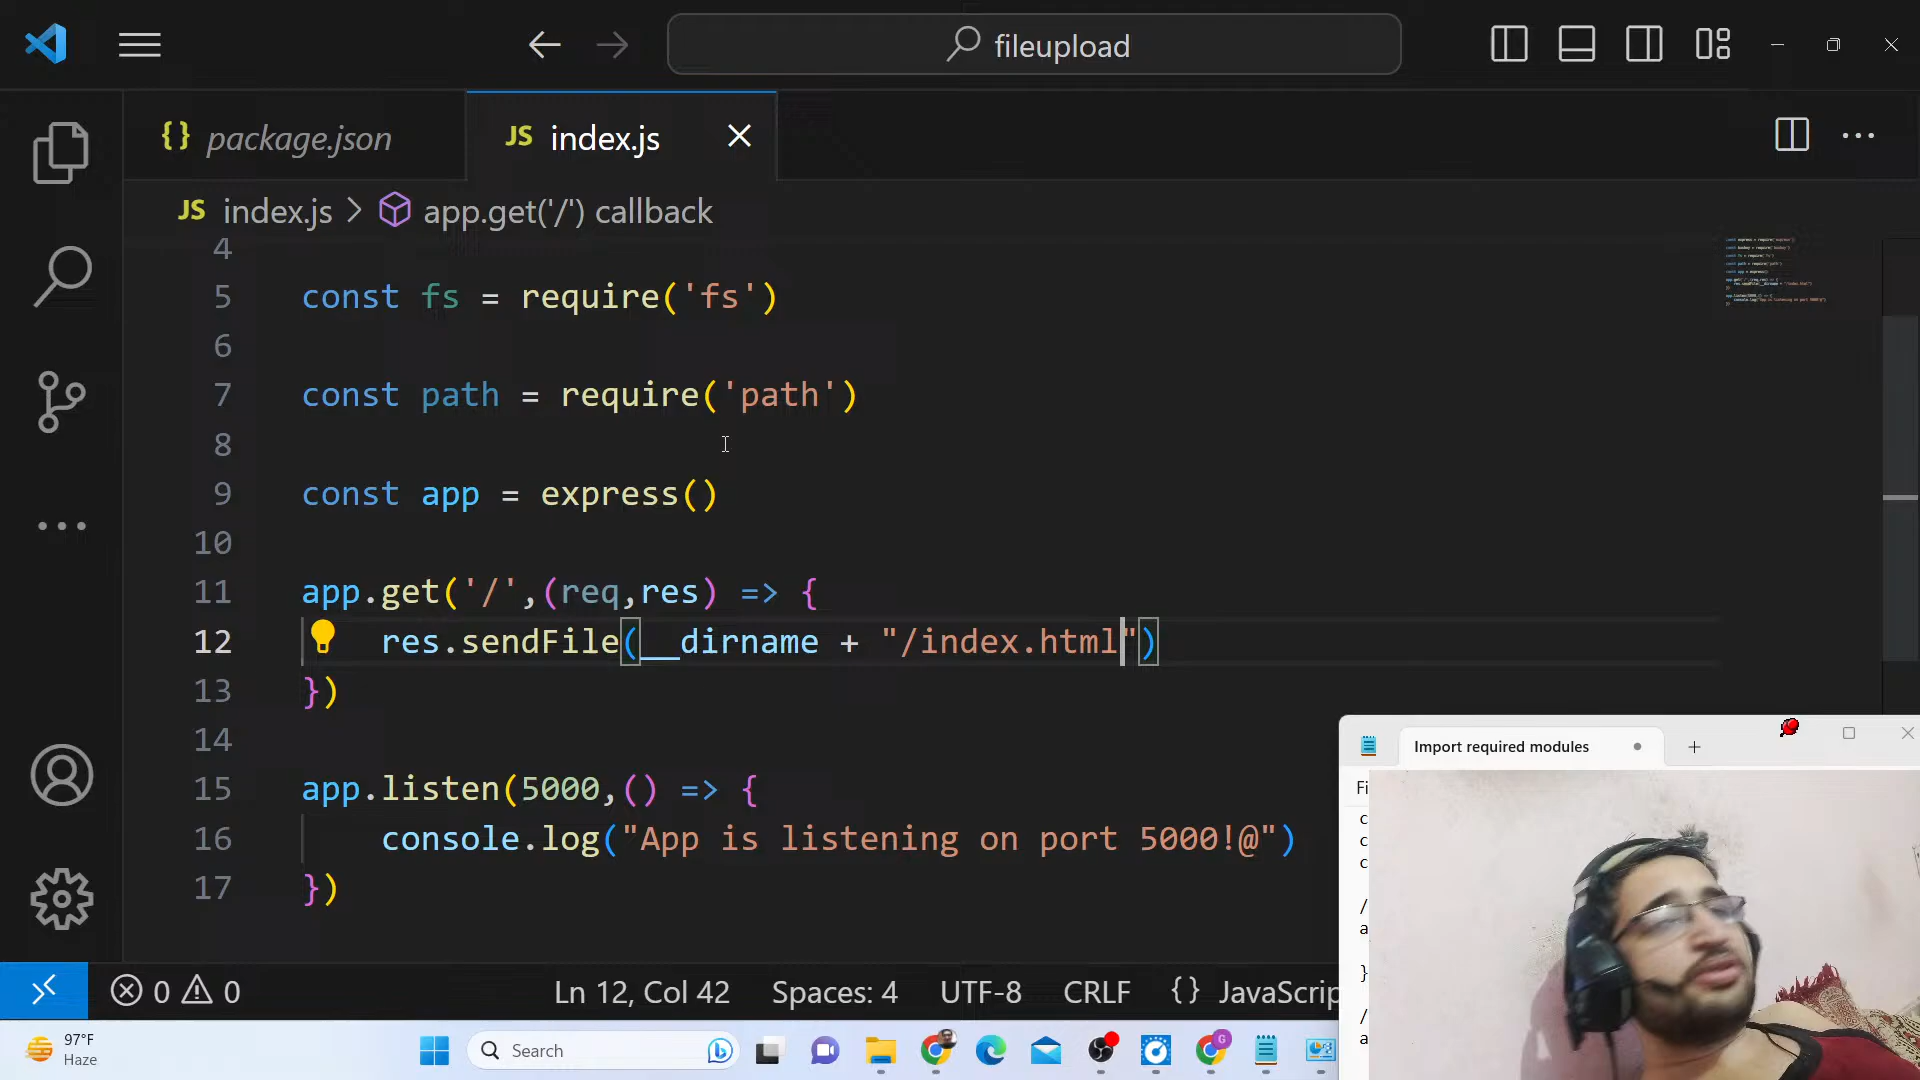 fileupload
{} package.json
JS index.js
JS index.js > app.get('/') callback
4
5 const fs = require('fs')
6
7 const path = require('path')
8
9 const app = express()
10
11 app.get('/',(req,res) => {
12 res.sendFile(__dirname + "/index.html")
13 })
14
15 app.listen(5000,() => {
16 console.log("App is listening on port 5000!@")
17 })
Import required modules
Fi
c
c
c
/
a
}
/
a
0 0 Ln 12, Col 42 Spaces: 4 UTF-8 CRLF {} JavaScrip
97°F
Haze
Search